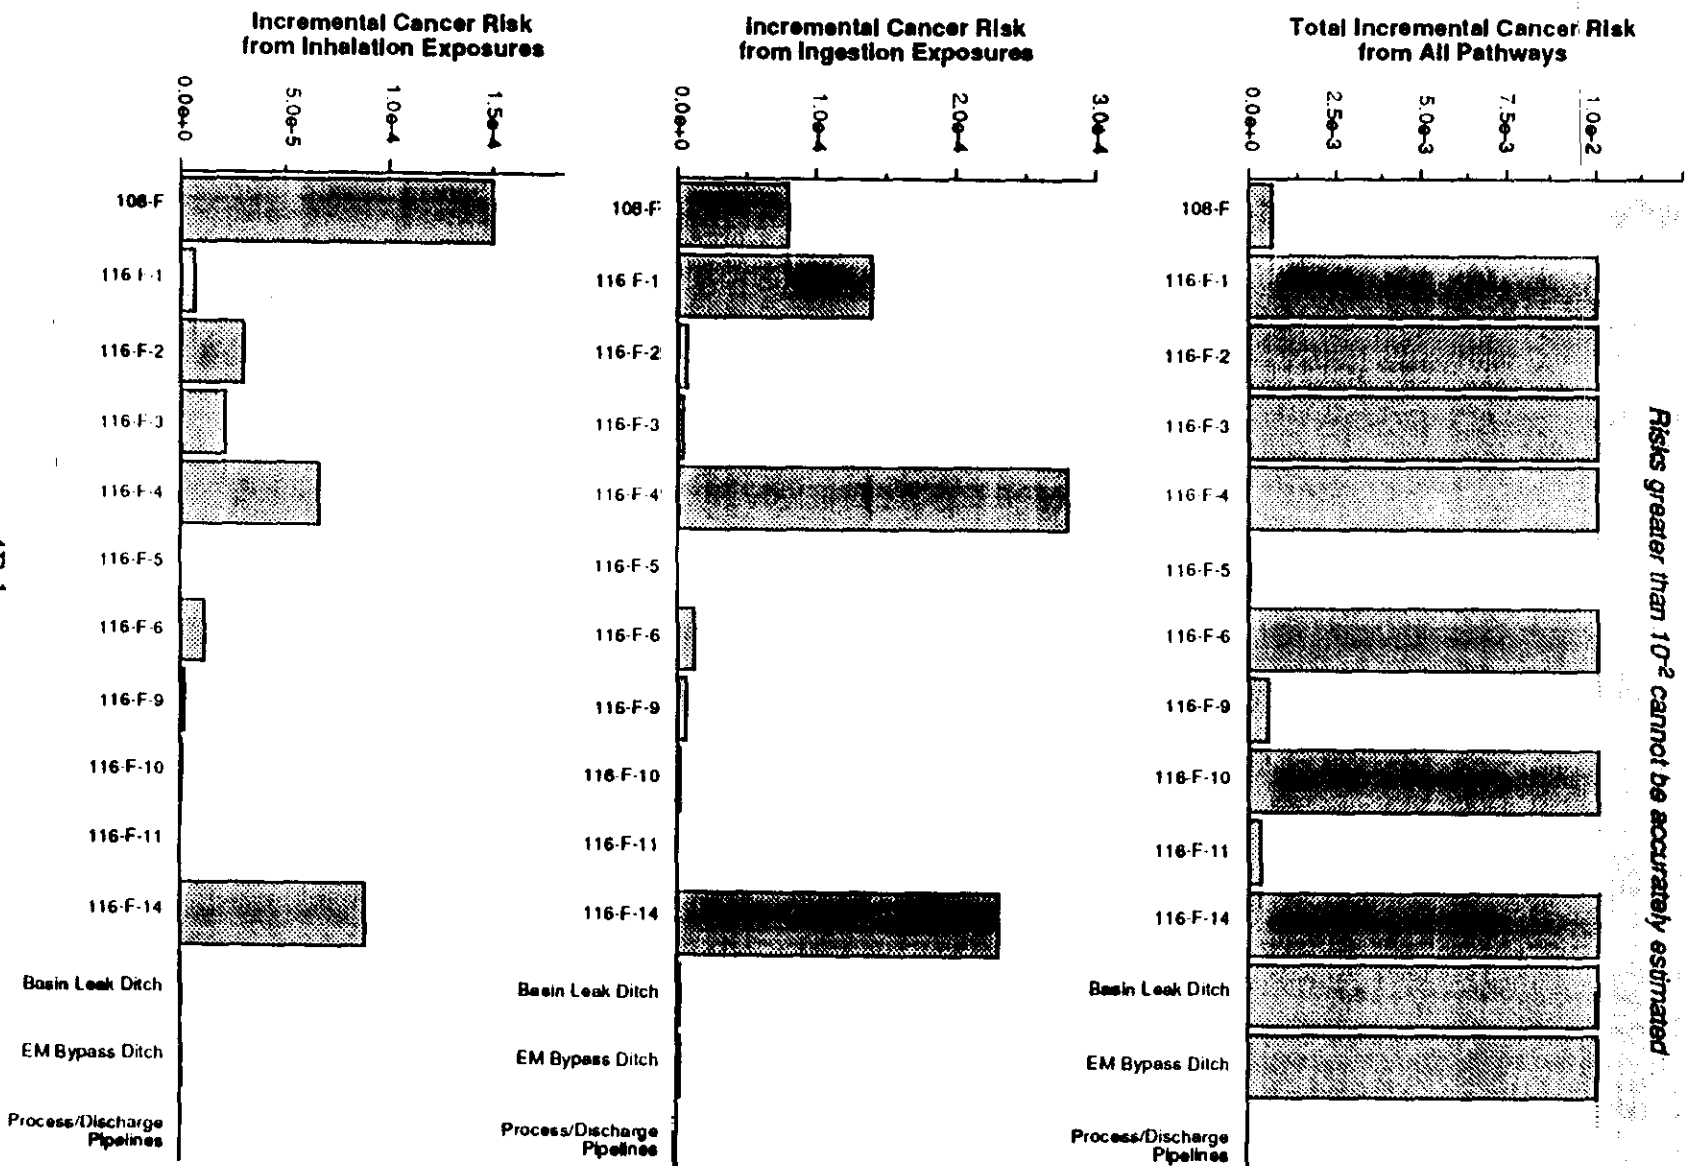 Incremental Cancer Risk
from Inhalation Exposures
0.0e+0
5.0e-5
1.0e-4
1.5e-4
108-F
116-F-1
116-F-2
116-F-3
116-F-4
116-F-5
116-F-6
116-F-9
116-F-10
116-F-11
116-F-14
Basin Leak Ditch
EM Bypass Ditch
Process/Discharge
Pipelines
Incremental Cancer Risk
from Ingestion Exposures
0.0e+0
1.0e-4
2.0e-4
3.0e-4
108-F
116 F-1
116-F-2
116-F-3
116-F-4
116-F-5
116-F-6
116-F-9
116-F-10
116-F-11
116-F-14
Basin Leak Ditch
EM Bypass Ditch
Process/Discharge
Pipelines
Total Incremental Cancer Risk
from All Pathways
0.0e+0
2.5e-3
5.0e-3
7.5e-3
1.0e-2
108-F
116-F-1
116-F-2
116-F-3
116-F-4
116-F-5
116-F-6
116-F-9
116-F-10
116-F-11
116-F-14
Basin Leak Ditch
EM Bypass Ditch
Process/Discharge
Pipelines
Risks greater than 10⁻² cannot be accurately estimated